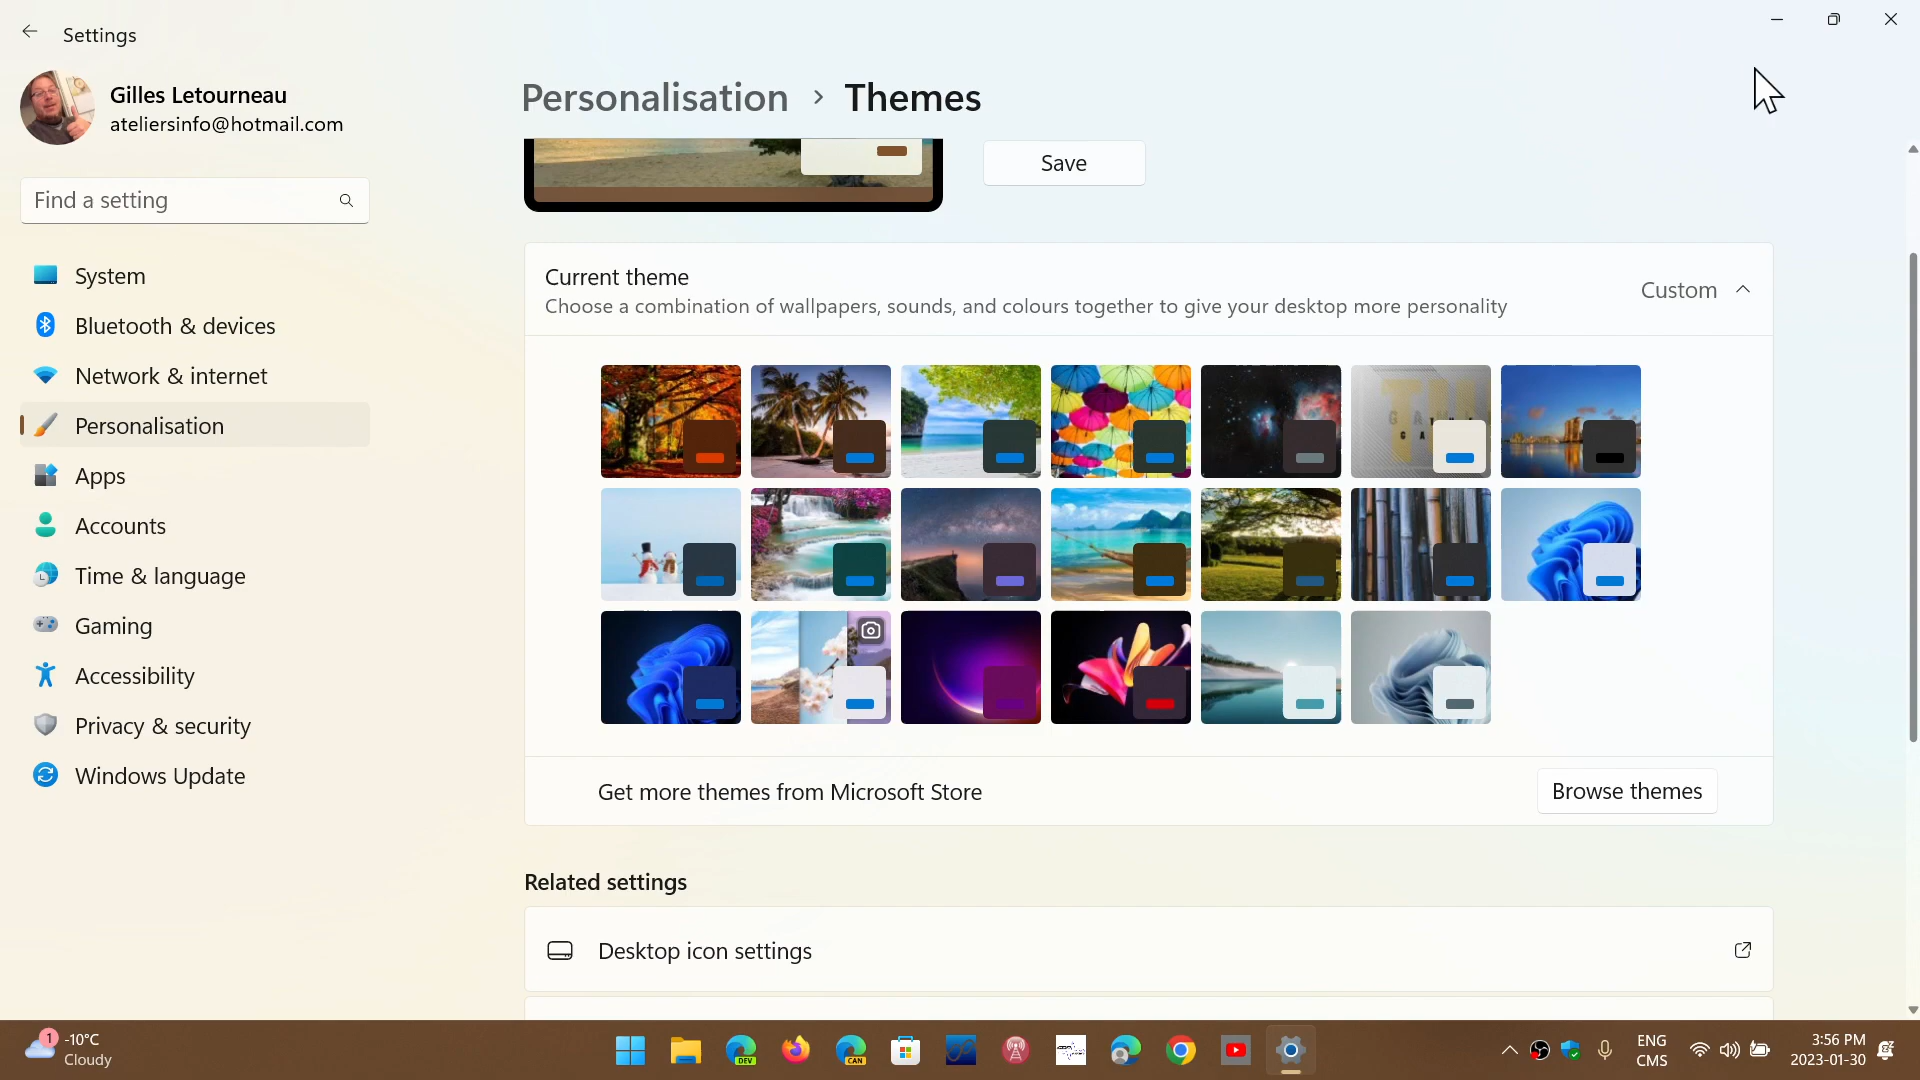 Settings
Gilles Letourneau
ateliersinfo@hotmail.com
Find a setting
System
Bluetooth & devices
Network & internet
Personalisation
Apps
Accounts
Time & language
Gaming
Accessibility
Privacy & security
Windows Update
Personalisation > Themes
Save
Current theme
Choose a combination of wallpapers, sounds, and colours together to give your desktop more personality
Custom
Get more themes from Microsoft Store
Browse themes
Related settings
Desktop icon settings
1
-10°C
Cloudy
DEV
CAN
ENG
CMS
3:56 PM
2023-01-30